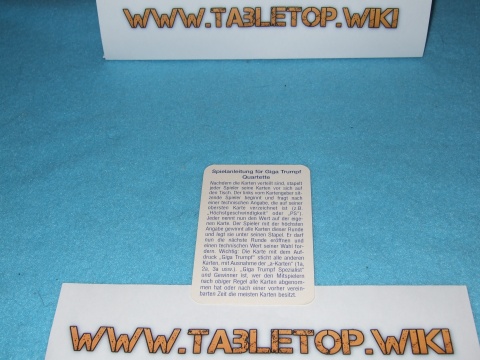 WWW.TABLETOP.WIKI
Spielanleitung für Giga Trumpf
Quartette
Nachdem die Karten verteilt sind, stapelt
jeder Spieler seine Karten vor sich auf
den Tisch. Der links vom Kartengeber sit-
zende Spieler beginnt und fragt nach
einer technischen Angabe, die auf seiner
obersten Karte verzeichnet ist (z.B.
„Höchstgeschwindigkeit" oder „PS").
Jeder nennt nun den Wert auf der eige-
nen Karte. Der Spieler mit der höchsten
Angabe gewinnt alle Karten dieser Runde
und legt sie unter seinen Stapel. Er darf
nun die nächste Runde eröffnen und
einen technischen Wert seiner Wahl for-
dern. Wichtig: Die Karte mit dem Auf-
druck „Giga Trumpf" sticht alle anderen
Karten, mit Ausnahme der „a-Karten" (1a,
2a, 3a usw.). „Giga Trumpf Spezialist"
und Gewinner ist, wer den Mitspielern
nach obiger Regel alle Karten abgenom-
men hat oder nach einer vorher verein-
barten Zeit die meisten Karten besitzt.
WWW.TABLETOP.WIKI